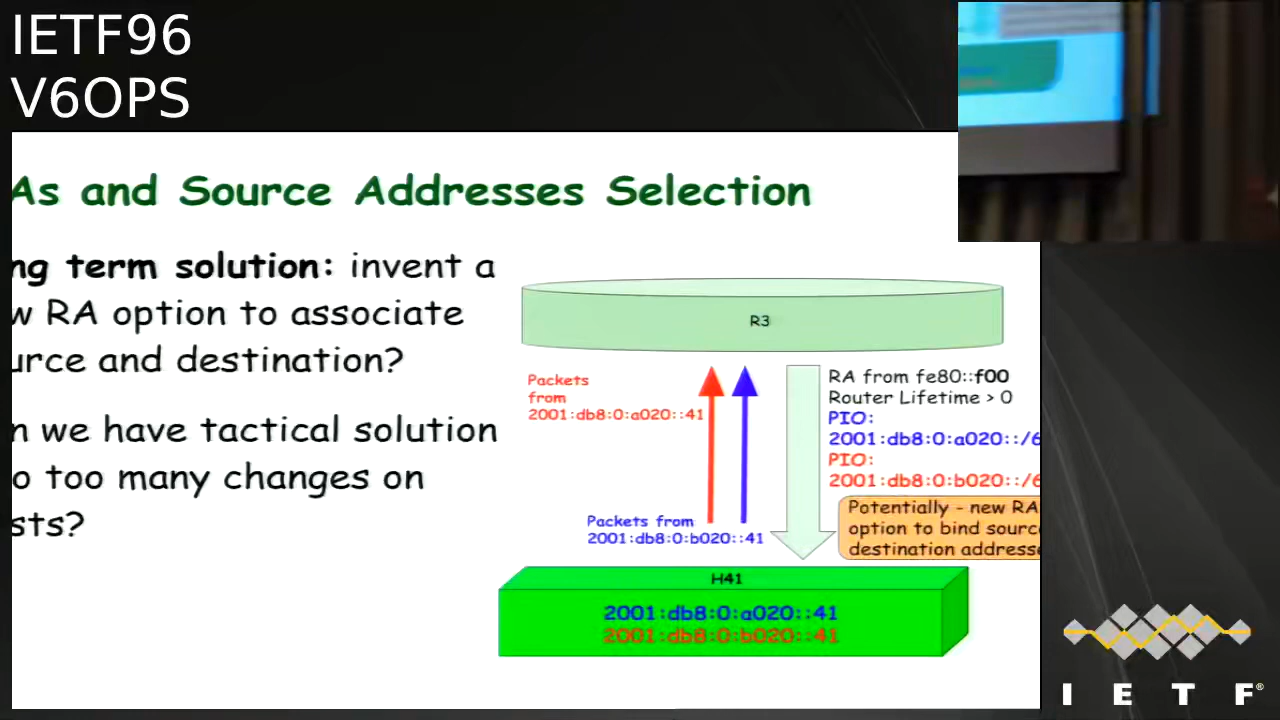 IETF96
V6OPS
As and Source Addresses Selection
ng term solution: invent a
w RA option to associate
urce and destination?
n we have tactical solution
o too many changes on
sts?
R3
Packets
from
2001:db8:0:a020::41
RA from fe80::f00
Router Lifetime > 0
PIO:
2001:db8:0:a020::/6
PIO:
2001:db8:0:b020::/6
Potentially - new RA
option to bind sourc
destination addresse
Packets from
2001:db8:0:b020::41
H41
2001:db8:0:a020::41
2001:db8:0:b020::41
I E T F®